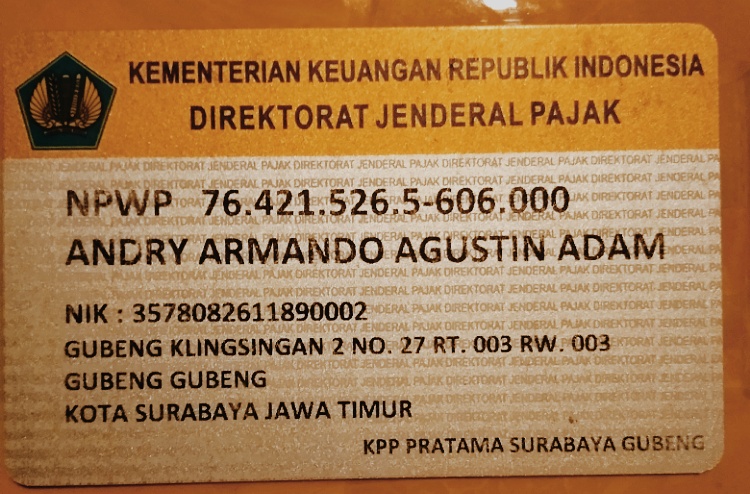 KEMENTERIAN KEUANGAN REPUBLIK INDONESIA
DIREKTORAT JENDERAL PAJAK
NPWP 76.421.526.5-606.000
ANDRY ARMANDO AGUSTIN ADAM
NIK : 3578082611890002
GUBENG KLINGSINGAN 2 NO. 27 RT. 003 RW. 003
GUBENG GUBENG
KOTA SURABAYA JAWA TIMUR
KPP PRATAMA SURABAYA GUBENG